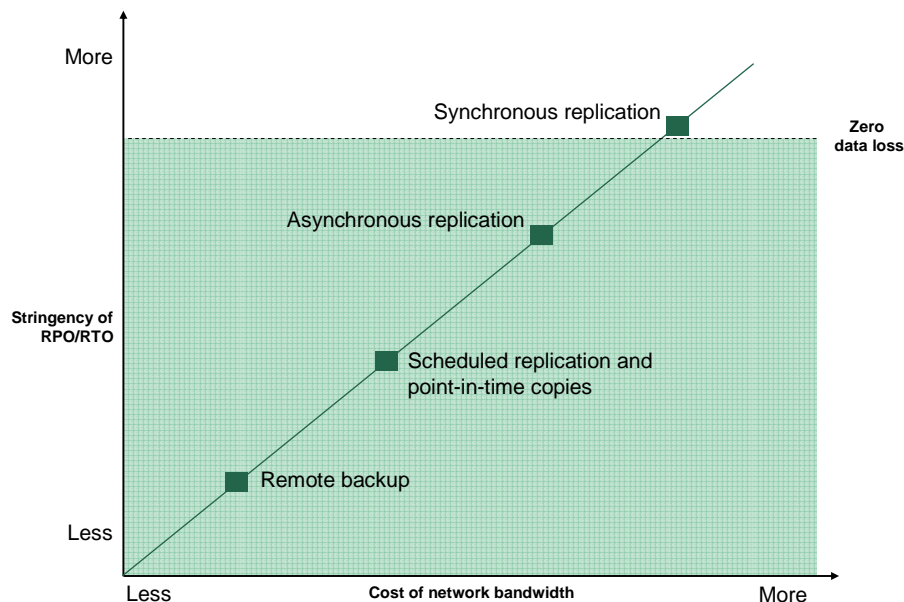 More
Synchronous replication
Zero
data loss
Asynchronous replication
Stringency of
RPO/RTO
Scheduled replication and
point-in-time copies
Remote backup
Less
Less
Cost of network bandwidth
More